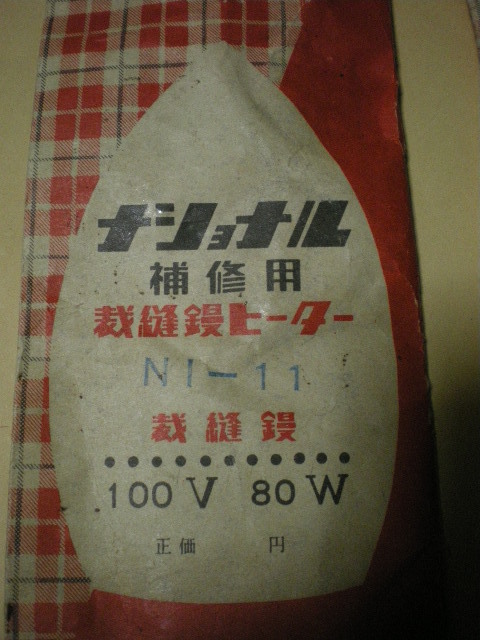 ナショナル
補修用
裁縫鏝ヒーター
NI-11
裁縫鏝
100V 80W
正価 円